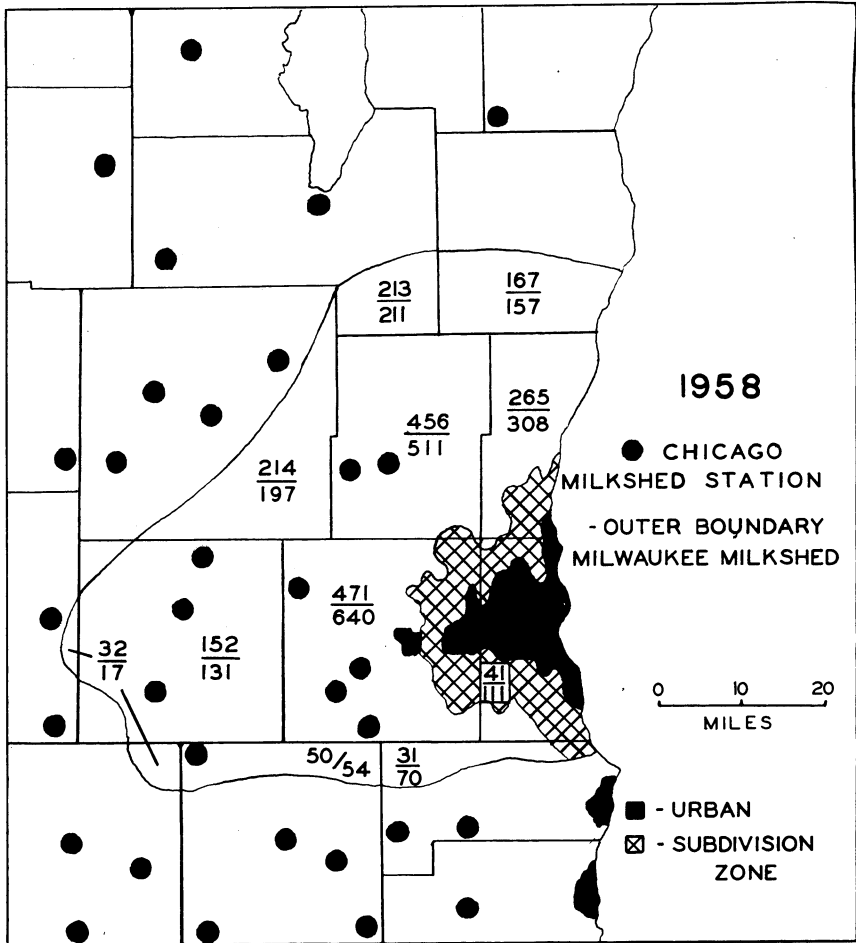 213
211
167
157
1958
265
308
456
511
CHICAGO
MILKSHED STATION
214
197
- OUTER BOUNDARY
MILWAUKEE MILKSHED
471
640
32
17
152
131
41
111
0 10 20
MILES
50/54
31
70
- URBAN
- SUBDIVISION
ZONE